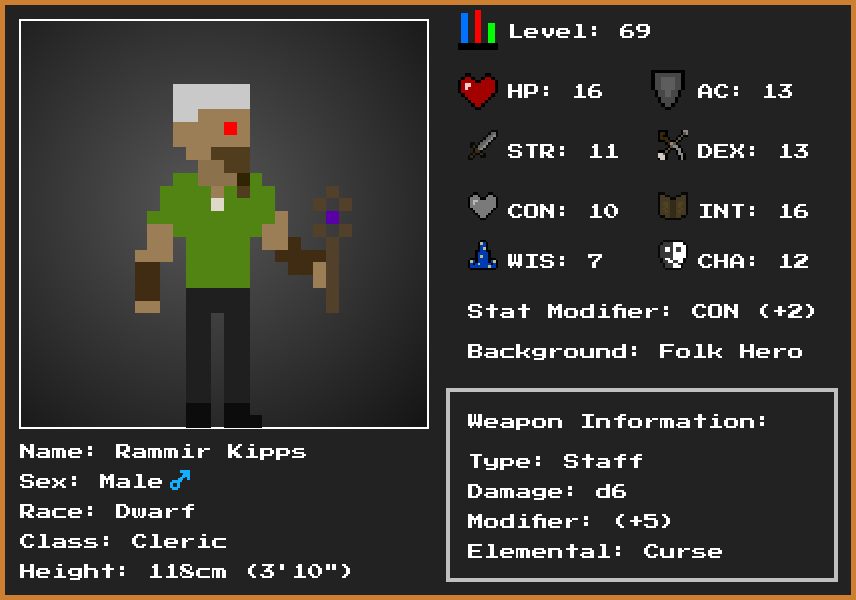 Level: 69
HP: 16 AC: 13
STR: 11 DEX: 13
CON: 10 INT: 16
WIS: 7 CHA: 12
Stat Modifier: CON (+2)
Background: Folk Hero
Weapon Information:
Type: Staff
Damage: d6
Modifier: (+5)
Elemental: Curse
Name: Rammir Kipps
Sex: Male♂
Race: Dwarf
Class: Cleric
Height: 118cm (3'10")